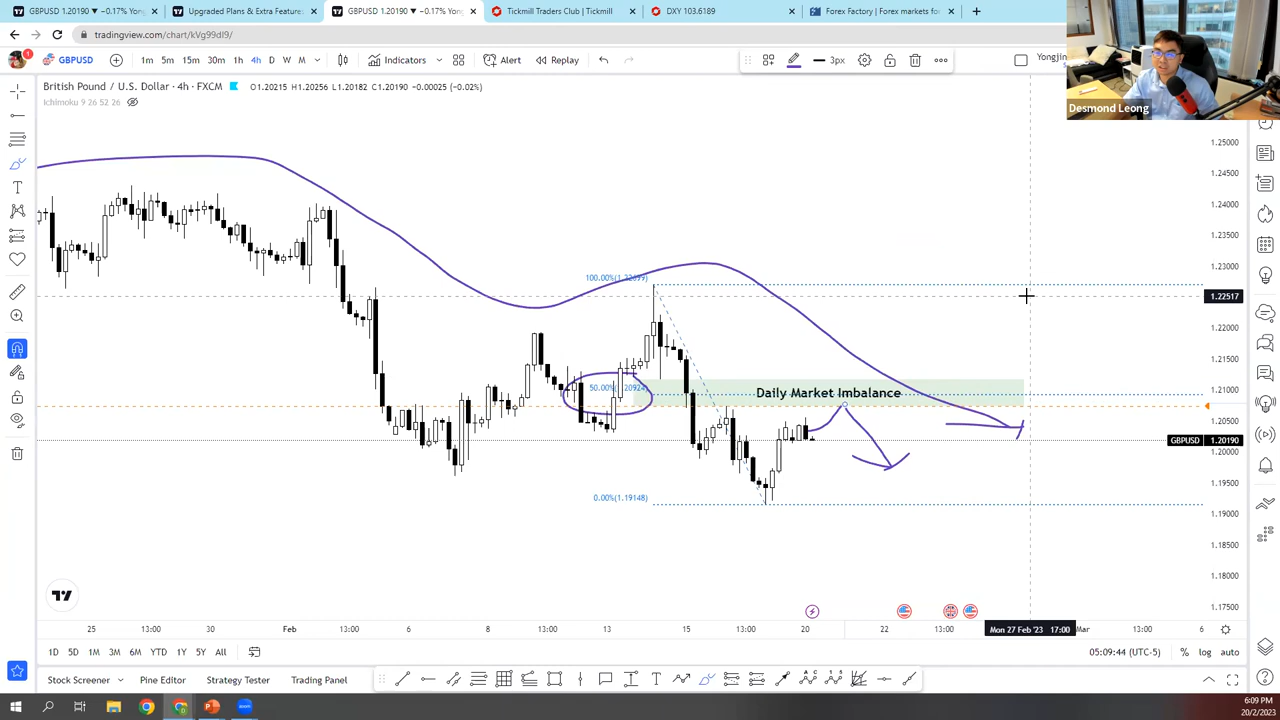 GBPUSD 1.20190 ▼ −0.17% Yong
Upgraded Plans & Extra Feature
GBPUSD 1.20190 ▼ −0.17% Yong
Tickmill Traders Club | Tickmill
DXY 103.6189
Forex Factory | Forex markets fo
tradingview.com/chart/kVg99dI9/
1
GBPUSD
1m 5m 15m 30m 1h 4h D W M
Indicators
Alert
Replay
3px
Yongjin
British Pound / U.S. Dollar · 4h · FXCM
O1.20215 H1.20256 L1.20182 C1.20190 −0.00025 (−0.02%)
Ichimoku 9 26 52 26
Desmond Leong
1.25000
1.24500
1.24000
1.23500
1.23000
1.22517
1.22000
1.21500
1.21000
1.20500
GBPUSD 1.20190
1.20000
1.19500
1.19000
1.18500
1.18000
1.17500
100.00%(1.22699)
50.00%(1.20924)
0.00%(1.19148)
Daily Market Imbalance
25 13:00 30 Feb 13:00 6 8 13:00 13 15 13:00 20 22 13:00 Mon 27 Feb '23 17:00 Mar 13:00 6
1D 5D 1M 3M 6M YTD 1Y 5Y All
05:09:44 (UTC-5) % log auto
Stock Screener Pine Editor Strategy Tester Trading Panel
6:09 PM
20/2/2023